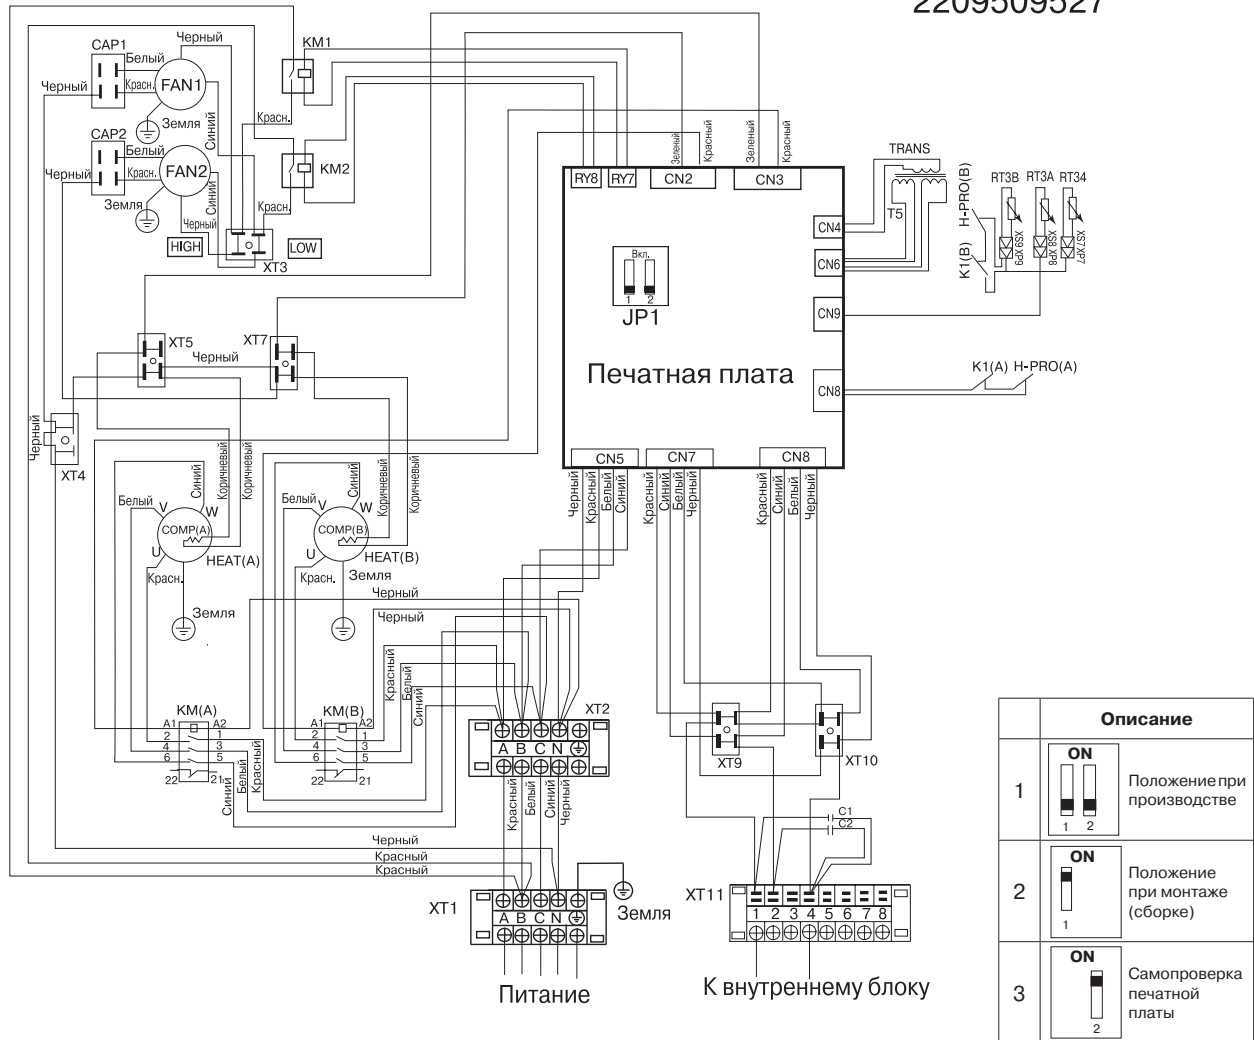 2209509527
CAP1
Черный
Белый
Черный
Красн.
FAN1
Земля
Синий
CAP2
Белый
Черный
Красн.
FAN2
Синий
Земля
Черный
HIGH
LOW
XT3
KM1
Красн.
KM2
Красн.
Зеленый
Красный
Зеленый
Красный
RY8
RY7
CN2
CN3
CN4
CN6
CN9
CN8
Вкл.
1 2
JP1
Печатная плата
TRANS
T5
H-PRO(B)
K1(B)
RT3B
RT3A
RT34
XS9 XP9
XS8 XP8
XS7 XP7
K1(A) H-PRO(A)
XT5
Черный
XT7
Черный
XT4
Синий
Коричневый
Коричневый
Белый
V
W
COMP(A)
U
HEAT(A)
Красн.
Земля
Синий
Коричневый
Коричневый
Белый
V
W
COMP(B)
U
HEAT(B)
Красн.
Земля
Черный
Черный
CN5
CN7
CN8
Черный
Красный
Белый
Синий
Красный
Синий
Белый
Черный
Красный
Синий
Белый
Черный
Красный
Белый
Синий
KM(A)
A1
A2
2
1
4
3
6
5
22
21
Синий
Белый
Красный
KM(B)
A1
A2
2
1
4
3
6
5
22
21
XT2
A B C N
Красный
Белый
Синий
Черный
XT9
XT10
C1
C2
Черный
Красный
Красный
XT1
A B C N
Земля
Питание
XT11
1 2 3 4 5 6 7 8
К внутреннему блоку
Описание
1
ON
1 2
Положение при
производстве
2
ON
1
Положение
при монтаже
(сборке)
3
ON
2
Самопроверка
печатной
платы